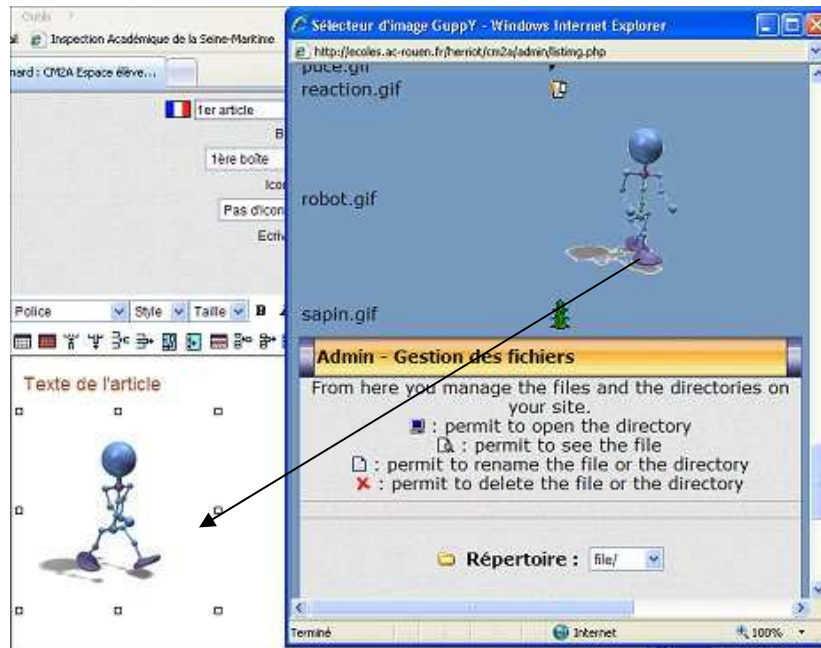 Outils
Sélecteur d'image GuppY - Windows Internet Explorer
Inspection Académique de la Seine-Maritime
http://ecoles.ac-rouen.fr/herriot/cm2a/admin/listimg.php
nard : CM2A Espace élève...
puce.gif
reaction.gif
1er article
1ère boîte
Pas d'icon
robot.gif
Police
Style
Taille
B
sapin.gif
Admin - Gestion des fichiers
Texte de l'article
From here you manage the files and the directories on
your site.
: permit to open the directory
: permit to see the file
: permit to rename the file or the directory
: permit to delete the file or the directory
Répertoire : file/
Terminé
Internet
100%